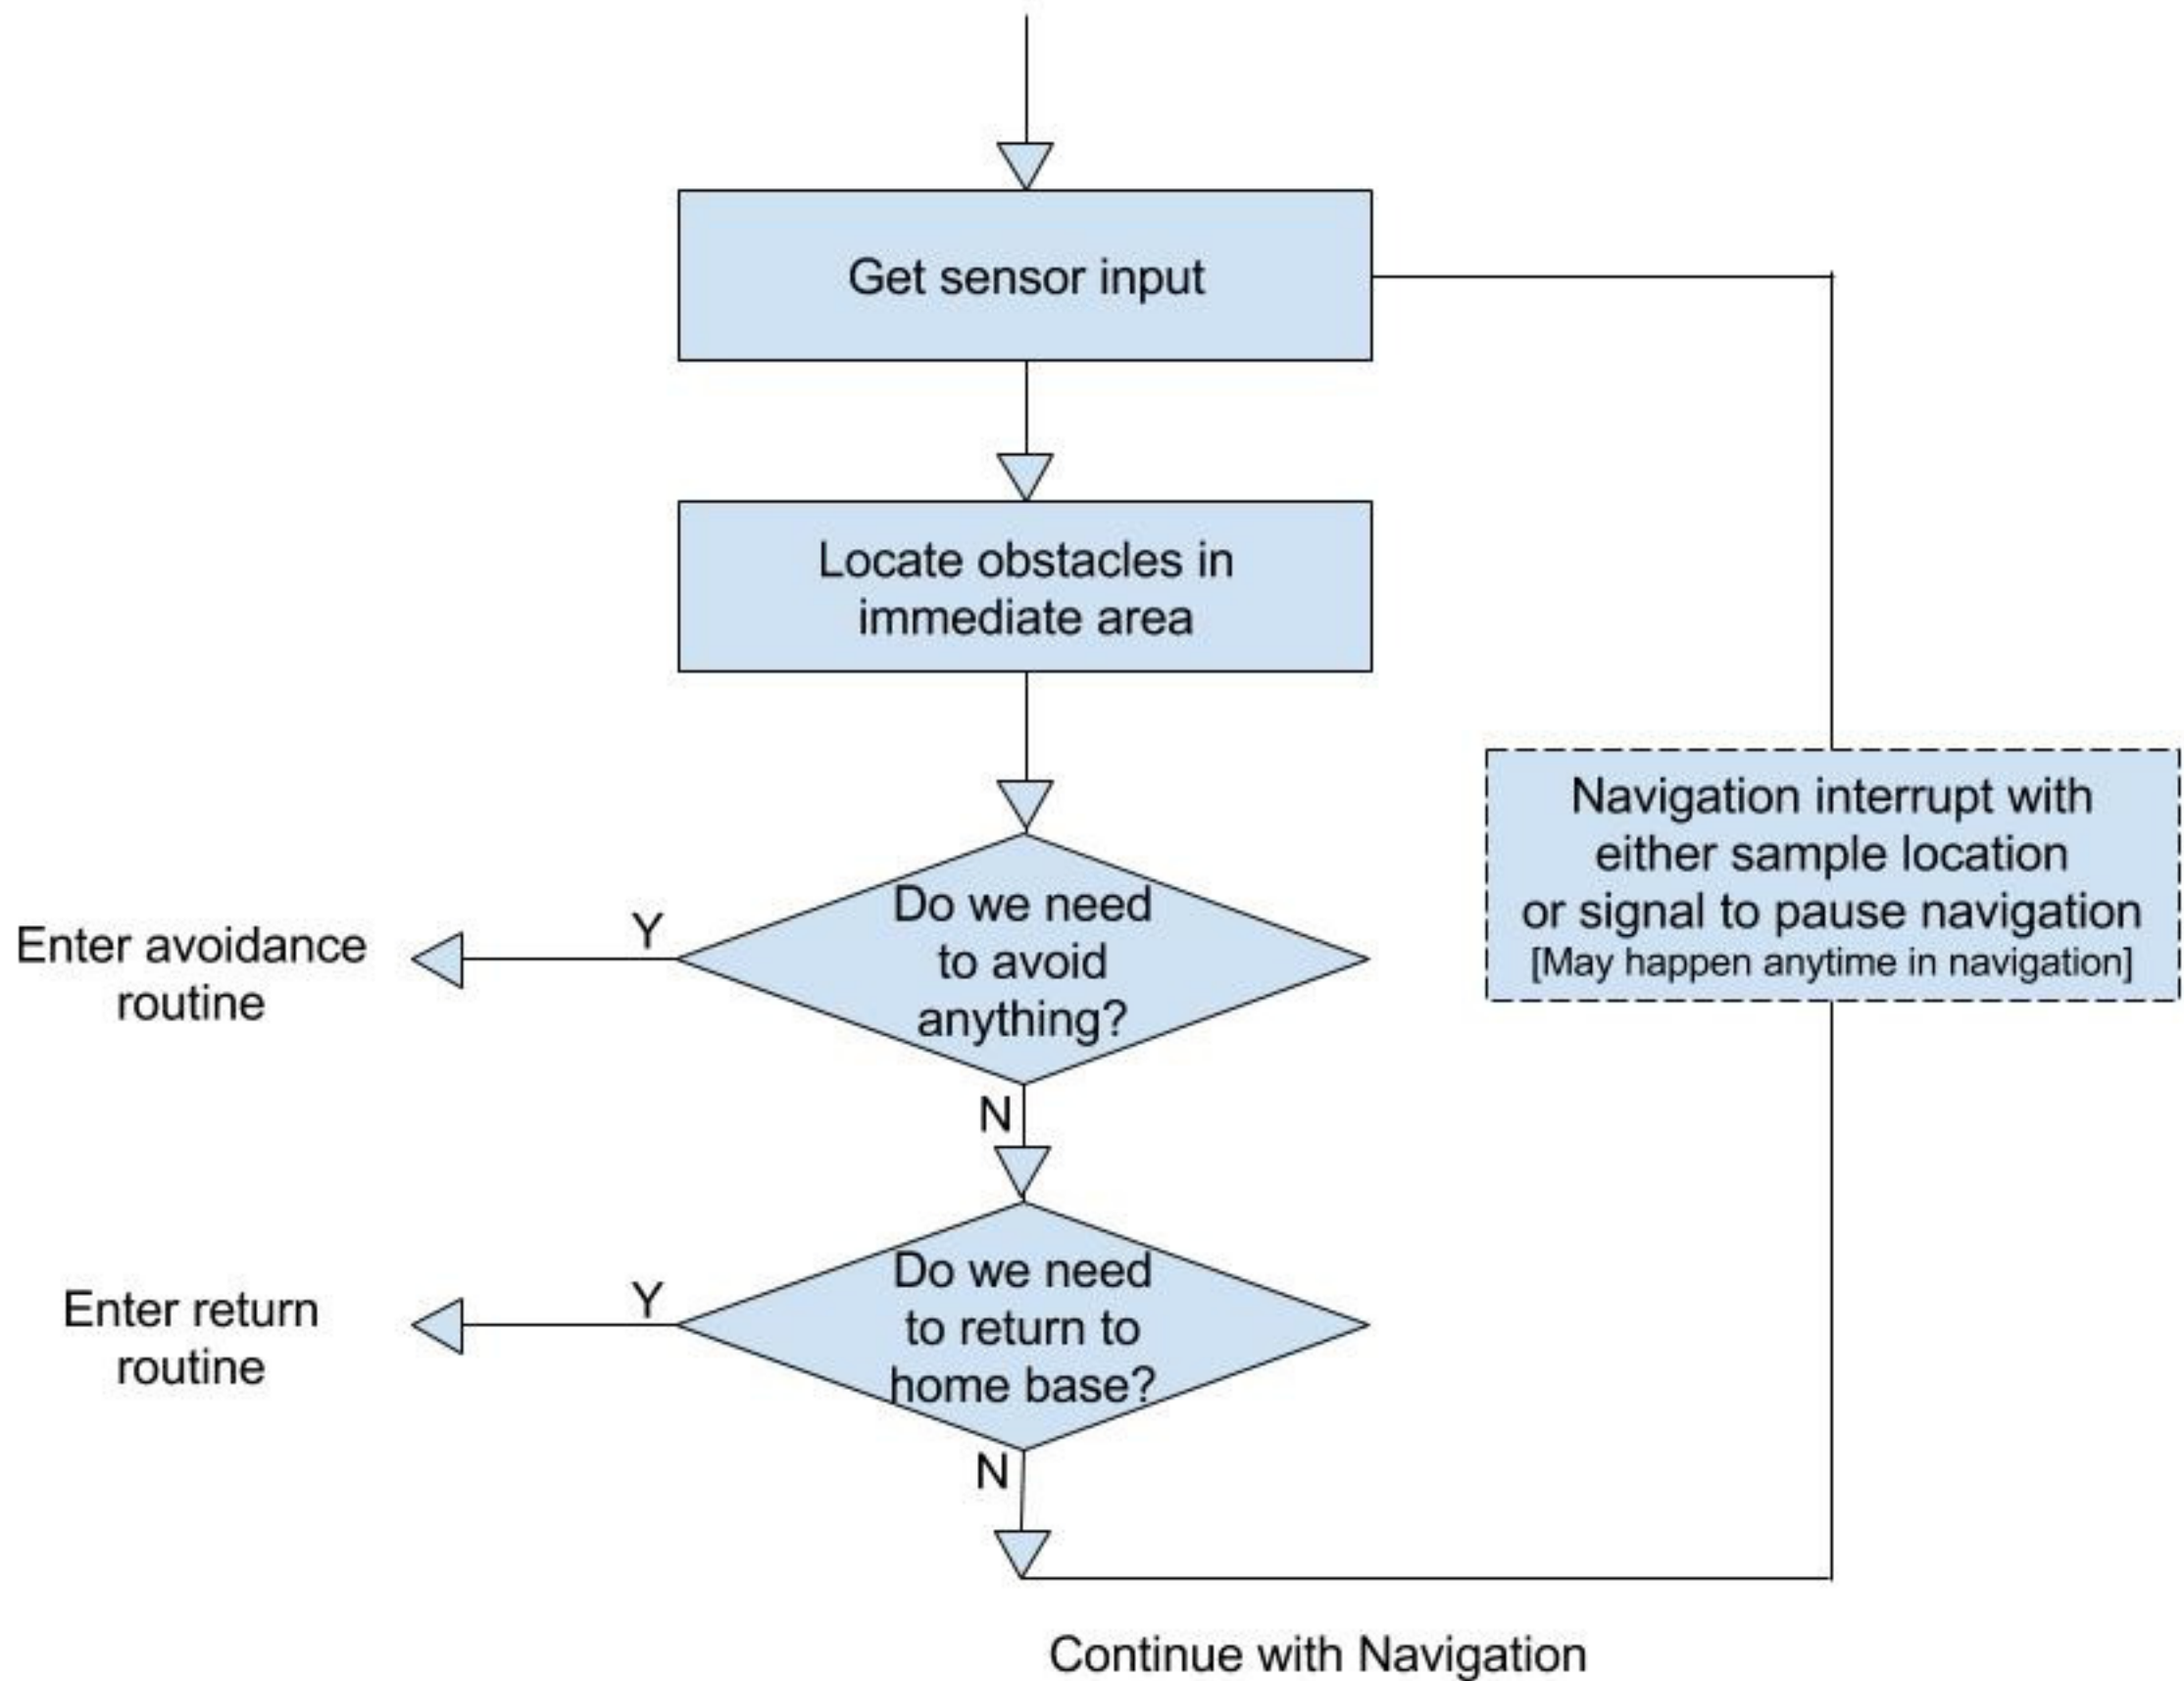 Get sensor input
Locate obstacles in
immediate area
Navigation interrupt with
either sample location
or signal to pause navigation
[May happen anytime in navigation]
Do we need
to avoid
anything?
Y
Enter avoidance
routine
N
Do we need
to return to
home base?
Y
Enter return
routine
N
Continue with Navigation